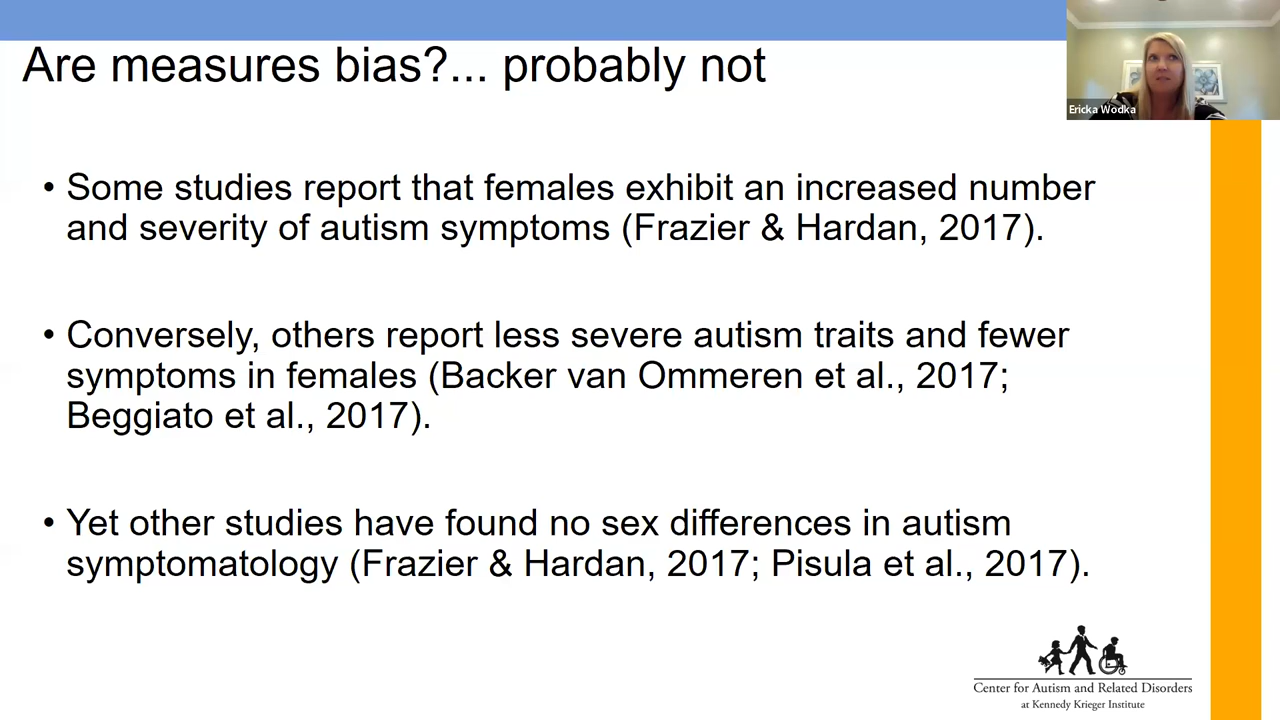 Are measures bias?... probably not
Ericka Wodka
• Some studies report that females exhibit an increased number
and severity of autism symptoms (Frazier & Hardan, 2017).
• Conversely, others report less severe autism traits and fewer
symptoms in females (Backer van Ommeren et al., 2017;
Beggiato et al., 2017).
• Yet other studies have found no sex differences in autism
symptomatology (Frazier & Hardan, 2017; Pisula et al., 2017).
Center for Autism and Related Disorders
at Kennedy Krieger Institute